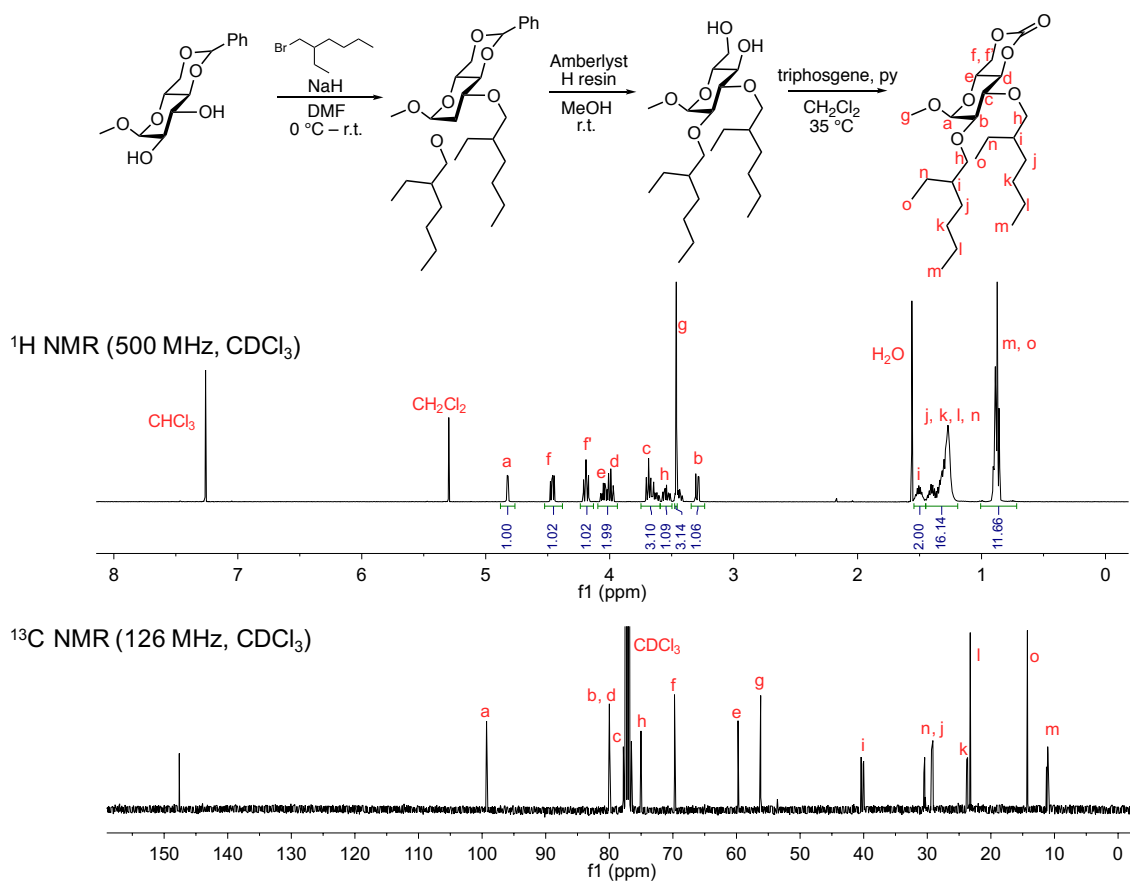 Ph
O
O
O
O
OH
HO
Br
NaH
DMF
0 °C – r.t.
Ph
O
O
O
O
O
O
Amberlyst
H resin
MeOH
r.t.
HO
OH
O
O
O
O
triphosgene, py
CH₂Cl₂
35 °C
O
O
O
O
O
O
O
f, f'
e
d
c
g
a
b
h
i
n
o
j
k
l
m
h
n
i
o
j
k
l
m
¹H NMR (500 MHz, CDCl₃)
CHCl₃
CH₂Cl₂
a
f
f'
e
d
c
h
g
b
H₂O
i
j, k, l, n
m, o
1.00
1.02
1.02
1.99
3.10
1.09
3.14
1.06
2.00
16.14
11.66
8 7 6 5 4 3 2 1 0
f1 (ppm)
¹³C NMR (126 MHz, CDCl₃)
a
b, d
c
CDCl₃
h
f
e
g
i
n, j
k
l
o
m
150 140 130 120 110 100 90 80 70 60 50 40 30 20 10 0
f1 (ppm)